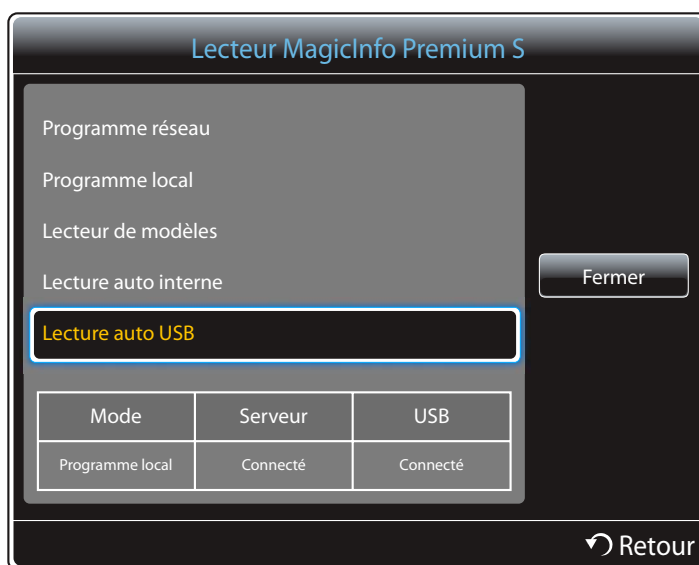 Lecteur MagicInfo Premium S
Programme réseau
Programme local
Lecteur de modèles
Lecture auto interne
Fermer
Lecture auto USB
Mode Serveur USB
Programme local Connecté Connecté
Retour